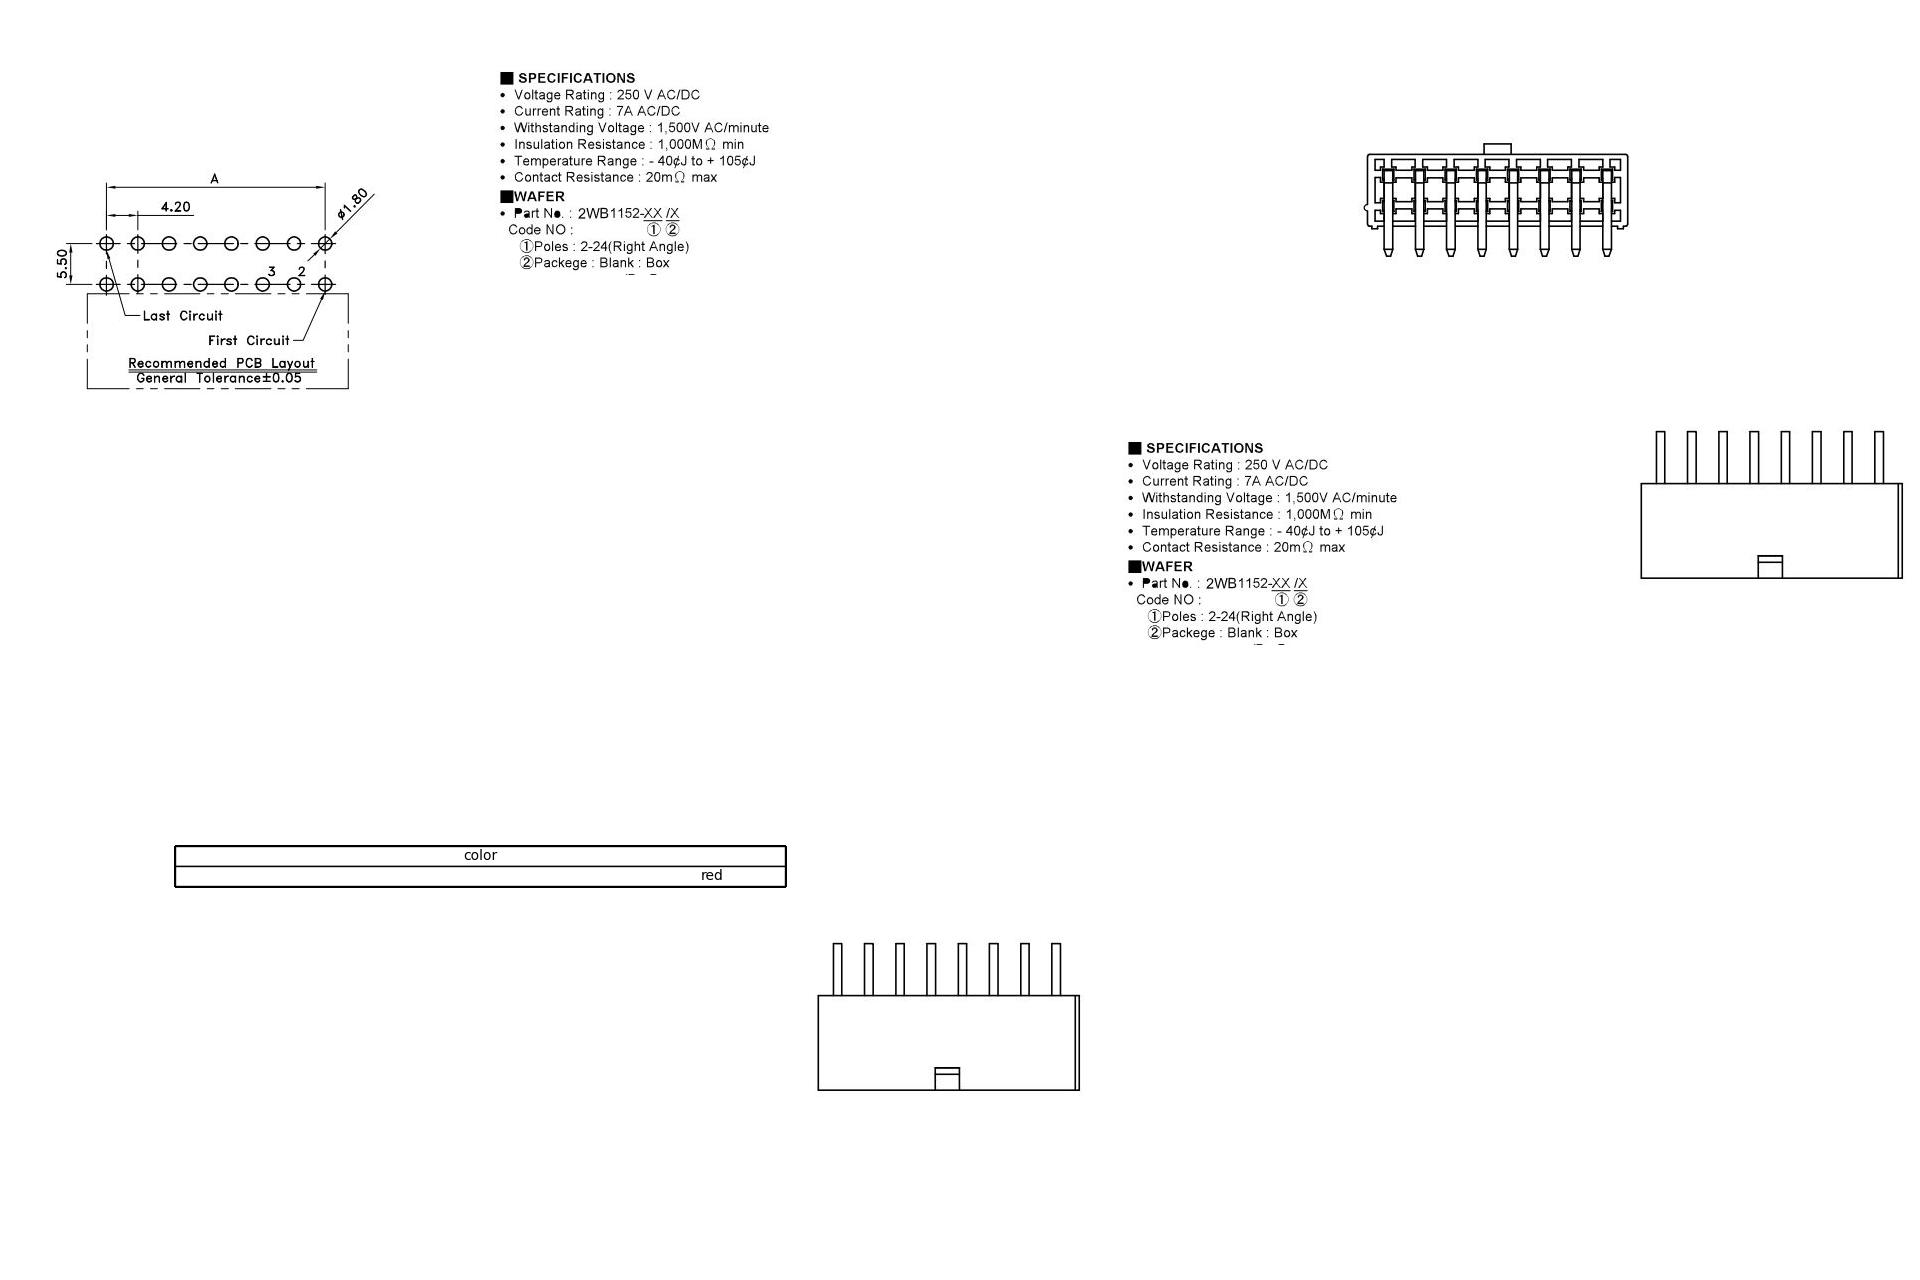 ■ SPECIFICATIONS
• Voltage Rating : 250 V AC/DC
• Current Rating : 7A AC/DC
• Withstanding Voltage : 1,500V AC/minute
• Insulation Resistance : 1,000MΩ min
• Temperature Range : - 40¢J to + 105¢J
• Contact Resistance : 20mΩ max
■WAFER
• Part No. : 2WB1152-XX /X
Code NO : ① ②
①Poles : 2-24(Right Angle)
②Packege : Blank : Box
A
4.20
ø1.80
5.50
3 2
Last Circuit
First Circuit
Recommended PCB Layout
General Tolerance±0.05
■ SPECIFICATIONS
• Voltage Rating : 250 V AC/DC
• Current Rating : 7A AC/DC
• Withstanding Voltage : 1,500V AC/minute
• Insulation Resistance : 1,000MΩ min
• Temperature Range : - 40¢J to + 105¢J
• Contact Resistance : 20mΩ max
■WAFER
• Part No. : 2WB1152-XX /X
Code NO : ① ②
①Poles : 2-24(Right Angle)
②Packege : Blank : Box
color
red